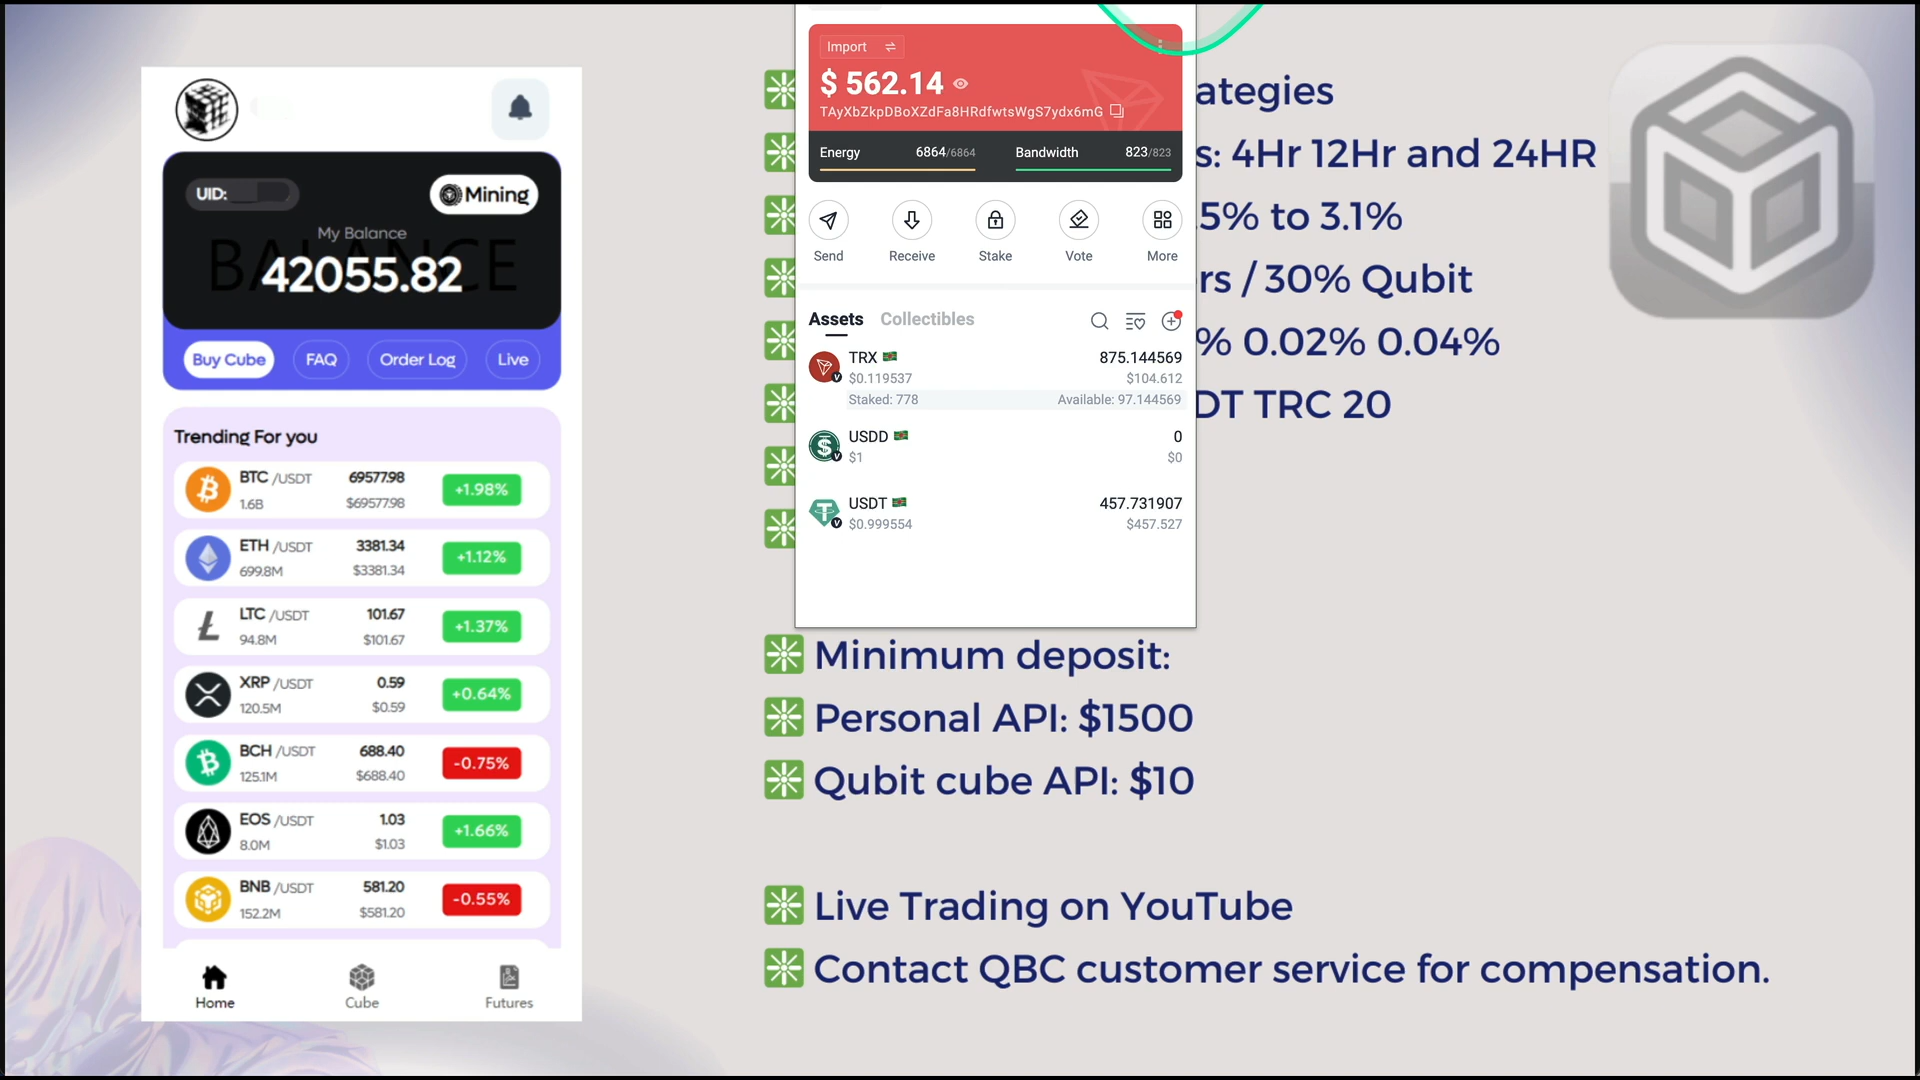 UID:
Mining
My Balance
BALANCE
42055.82
Buy Cube
FAQ
Order Log
Live
Trending For you
BTC /USDT 69577.98 +1.98%
1.6B $69577.98
ETH /USDT 3381.34 +1.12%
699.8M $3381.34
LTC /USDT 101.67 +1.37%
94.8M $101.67
XRP /USDT 0.59 +0.64%
120.5M $0.59
BCH /USDT 688.40 -0.75%
125.1M $688.40
EOS /USDT 1.03 +1.66%
8.0M $1.03
BNB /USDT 581.20 -0.55%
152.2M $581.20
Home Cube Futures
Import
$ 562.14
TAyXbZkpDBoXZdFa8HRdfwtsWgS7ydx6mG
Energy 6864/6864 Bandwidth 823/823
Send Receive Stake Vote More
Assets Collectibles
TRX 875.144569
$0.119537 $104.612
Staked: 778 Available: 97.144569
USDD 0
$1 $0
USDT 457.731907
$0.999554 $457.527
ategies
s: 4Hr 12Hr and 24HR
5% to 3.1%
rs / 30% Qubit
% 0.02% 0.04%
DT TRC 20
Minimum deposit:
Personal API: $1500
Qubit cube API: $10
Live Trading on YouTube
Contact QBC customer service for compensation.